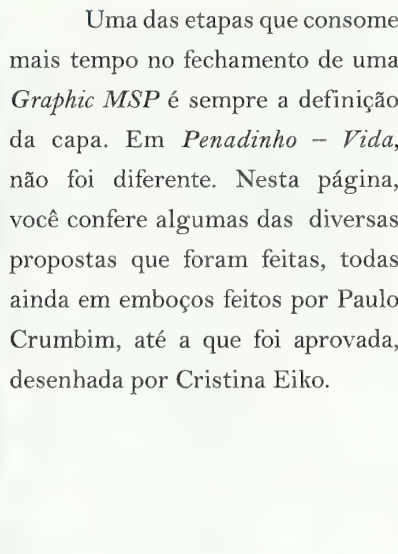 Uma das etapas que consome
mais tempo no fechamento de uma
Graphic MSP é sempre a definição
da capa. Em Penadinho – Vida,
não foi diferente. Nesta página,
você confere algumas das diversas
propostas que foram feitas, todas
ainda em emboços feitos por Paulo
Crumbim, até a que foi aprovada,
desenhada por Cristina Eiko.